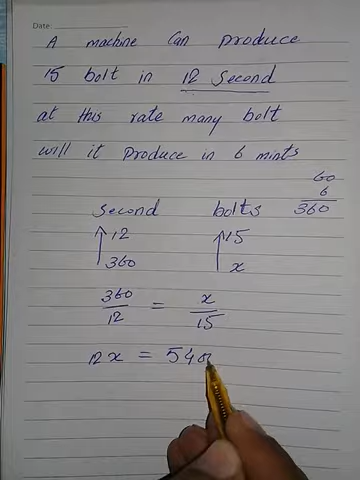 Date:
A machine Can produce
15 bolt in 12 Second
at this rate many bolt
will it produce in 6 mints
60
6
360
Second bolts
12 15
360 x
360/12 = x/15
12x = 540